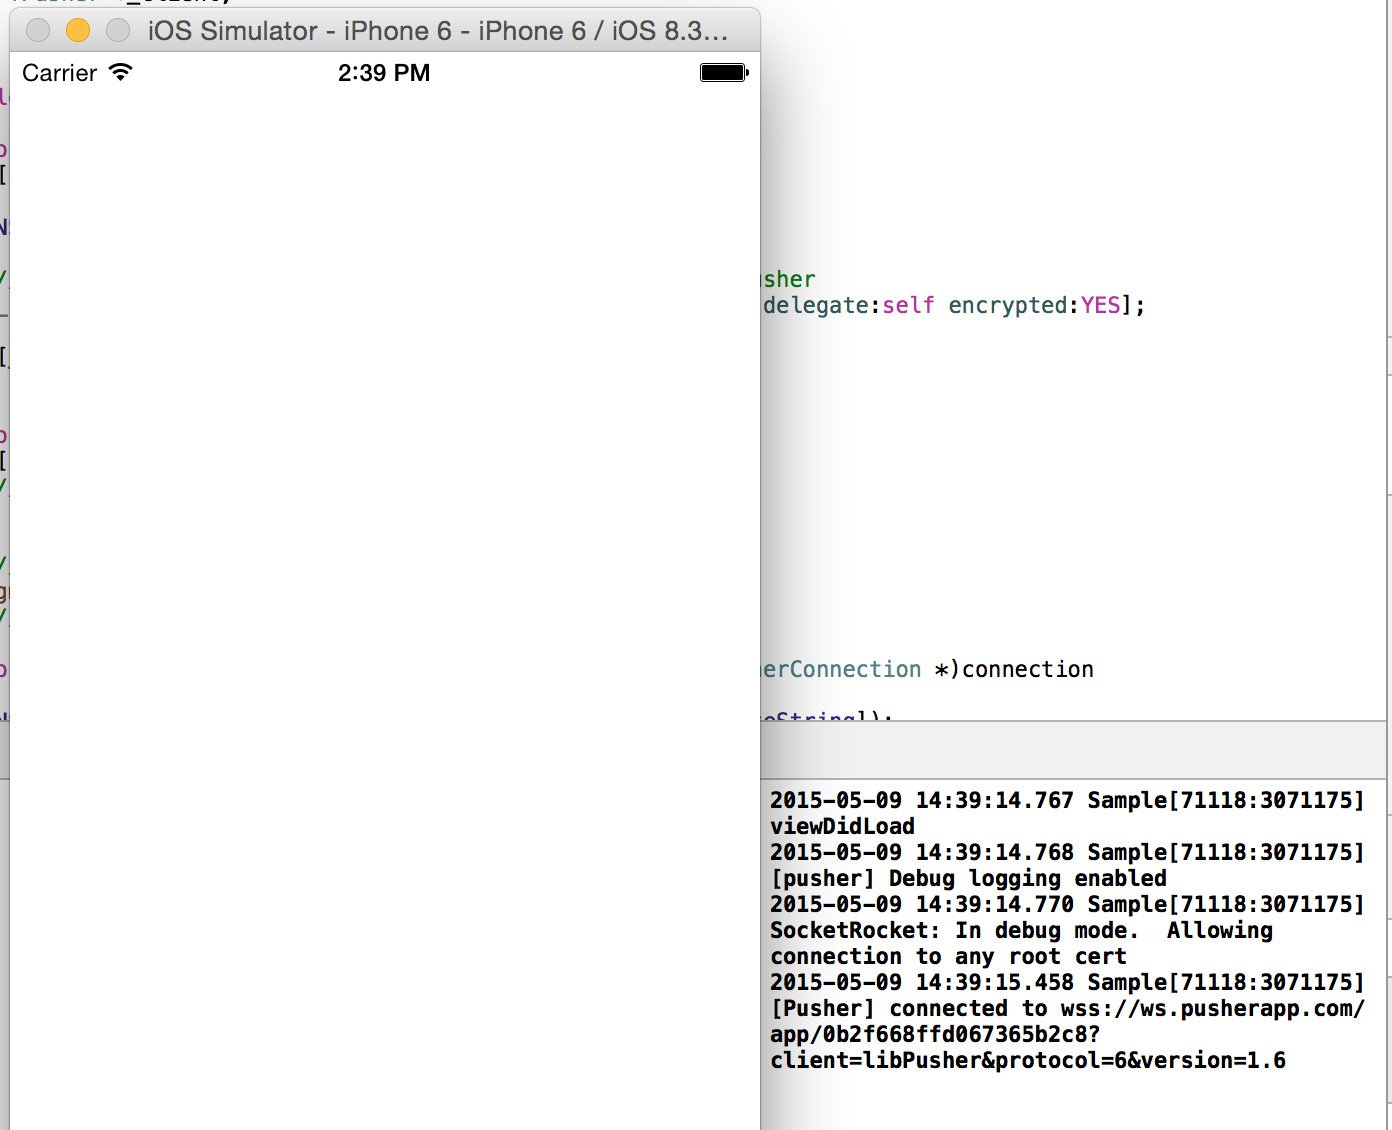 iOS Simulator - iPhone 6 - iPhone 6 / iOS 8.3...
Carrier
2:39 PM
delegate:self encrypted:YES];
*)connection
2015-05-09 14:39:14.767 Sample[71118:3071175]
viewDidLoad
2015-05-09 14:39:14.768 Sample[71118:3071175]
[pusher] Debug logging enabled
2015-05-09 14:39:14.770 Sample[71118:3071175]
SocketRocket: In debug mode.  Allowing
connection to any root cert
2015-05-09 14:39:15.458 Sample[71118:3071175]
[Pusher] connected to wss://ws.pusherapp.com/
app/0b2f668ffd067365b2c8?
client=libPusher&protocol=6&version=1.6